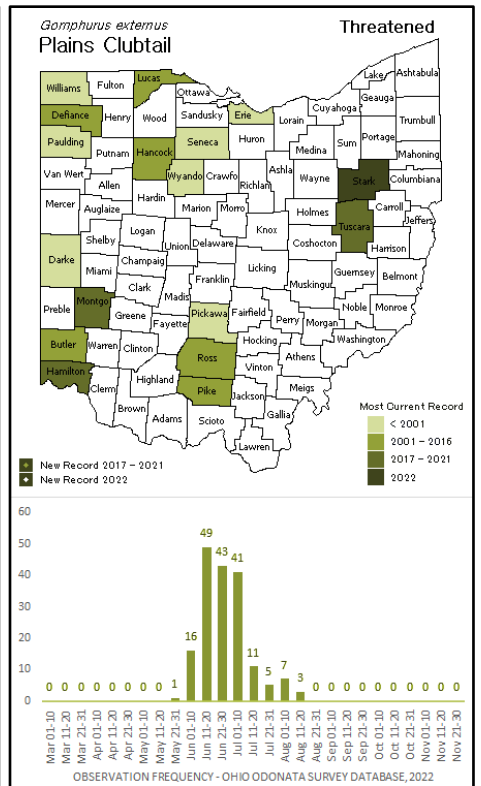 Gomphurus externus
Threatened
Plains Clubtail
Williams
Fulton
Lucas
Ottawa
Lake
Ashtabula
Geauga
Defiance
Henry
Wood
Sandusky
Erie
Lorain
Cuyahoga
Trumbull
Paulding
Putnam
Hancock
Seneca
Huron
Medina
Sum
Portage
Mahoning
Van Wert
Allen
Wyando
Crawfo
Richlan
Ashla
Wayne
Stark
Columbiana
Mercer
Auglaize
Hardin
Marion
Morro
Holmes
Carroll
Jeffers
Tuscara
Shelby
Logan
Union
Delaware
Knox
Coshocton
Harrison
Darke
Miami
Champaig
Licking
Guernsey
Belmont
Clark
Franklin
Muskingu
Preble
Montgo
Greene
Madis
Pickawa
Fairfield
Perry
Morgan
Noble
Monroe
Fayette
Washington
Butler
Warren
Clinton
Ross
Hocking
Athens
Vinton
Hamilton
Clerm
Highland
Pike
Jackson
Meigs
Brown
Adams
Scioto
Gallia
Lawren
Most Current Record
< 2001
2001 - 2016
2017 - 2021
2022
New Record 2017 - 2021
New Record 2022
60
50
40
30
20
10
0
0 0 0 0 0 0 0 0 1 16 49 43 41 11 5 7 3 0 0 0 0 0 0 0 0 0 0
Mar 01-10
Mar 11-20
Mar 21-31
Apr 01-10
Apr 11-20
Apr 21-30
May 01-10
May 11-20
May 21-31
Jun 01-10
Jun 11-20
Jun 21-30
Jul 01-10
Jul 11-20
Jul 21-31
Aug 01-10
Aug 11-20
Aug 21-31
Sep 01-10
Sep 11-20
Sep 21-30
Oct 01-10
Oct 11-20
Oct 21-31
Nov 01-10
Nov 11-20
Nov 21-30
OBSERVATION FREQUENCY - OHIO ODONATA SURVEY DATABASE, 2022